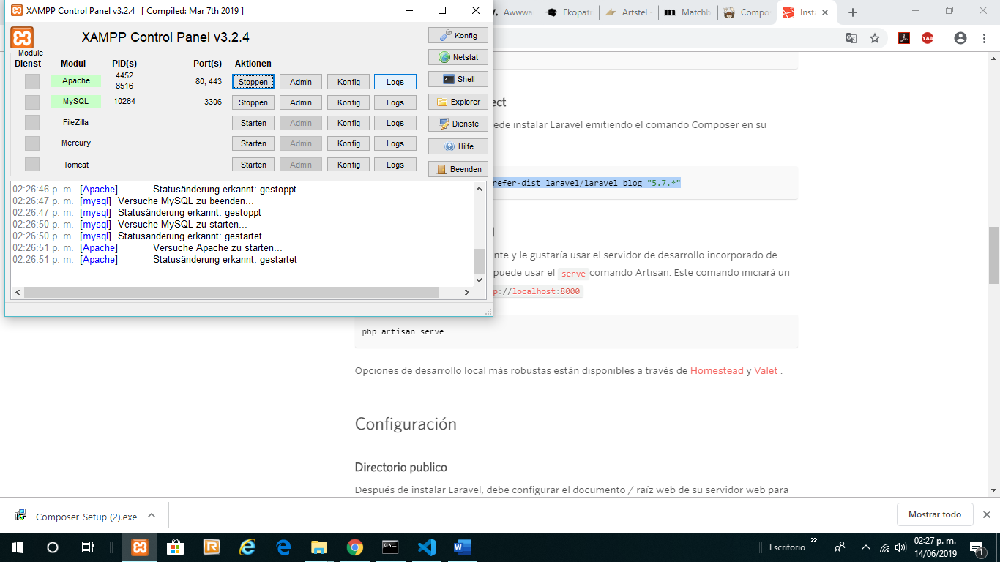 XAMPP Control Panel v3.2.4 [ Compiled: Mar 7th 2019 ]
Awwwa
Ekopatr
Artstel -
Matchb
Compo
Inst
XAMPP Control Panel v3.2.4
Konfig
Module
Dienst Modul PID(s) Port(s) Aktionen
Netstat
Apache 4452 8516 80, 443 Stoppen Admin Konfig Logs
Shell
MySQL 10264 3306 Stoppen Admin Konfig Logs
Explorer
FileZilla Starten Admin Konfig Logs
Dienste
Mercury Starten Admin Konfig Logs
Hilfe
Tomcat Starten Admin Konfig Logs
Beenden
02:26:46 p. m. [Apache] Statusänderung erkannt: gestoppt
02:26:47 p. m. [mysql] Versuche MySQL zu beenden...
02:26:47 p. m. [mysql] Statusänderung erkannt: gestoppt
02:26:50 p. m. [mysql] Versuche MySQL zu starten...
02:26:50 p. m. [mysql] Statusänderung erkannt: gestartet
02:26:51 p. m. [Apache] Versuche Apache zu starten...
02:26:51 p. m. [Apache] Statusänderung erkannt: gestartet
YAB
ect
ede instalar Laravel emitiendo el comando Composer en su
refer-dist laravel/laravel blog "5.7.*"
nte y le gustaría usar el servidor de desarrollo incorporado de
puede usar el serve comando Artisan. Este comando iniciará un
p://localhost:8000
php artisan serve
Opciones de desarrollo local más robustas están disponibles a través de Homestead y Valet .
Configuración
Directorio publico
Después de instalar Laravel, debe configurar el documento / raíz web de su servidor web para
Composer-Setup (2).exe
Mostrar todo
Escritorio
02:27 p. m.
14/06/2019
1